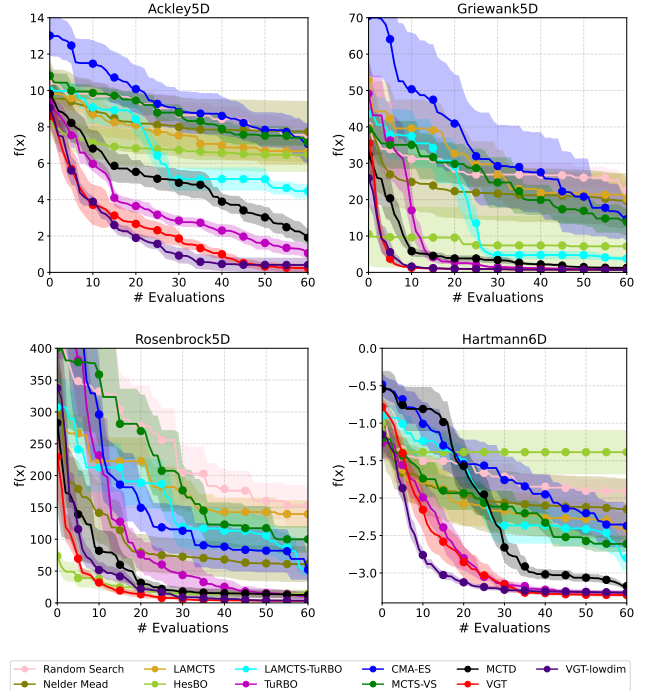 Ackley5D
14
12
10
8
6
4
2
0
f(x)
0 10 20 30 40 50 60
# Evaluations
Griewank5D
70
60
50
40
30
20
10
0
f(x)
0 10 20 30 40 50 60
# Evaluations
Rosenbrock5D
400
350
300
250
200
150
100
50
0
f(x)
0 10 20 30 40 50 60
# Evaluations
Hartmann6D
0.0
−0.5
−1.0
−1.5
−2.0
−2.5
−3.0
f(x)
0 10 20 30 40 50 60
# Evaluations
Random Search LAMCTS LAMCTS-TuRBO CMA-ES MCTD VGT-lowdim
Nelder Mead HesBO TuRBO MCTS-VS VGT